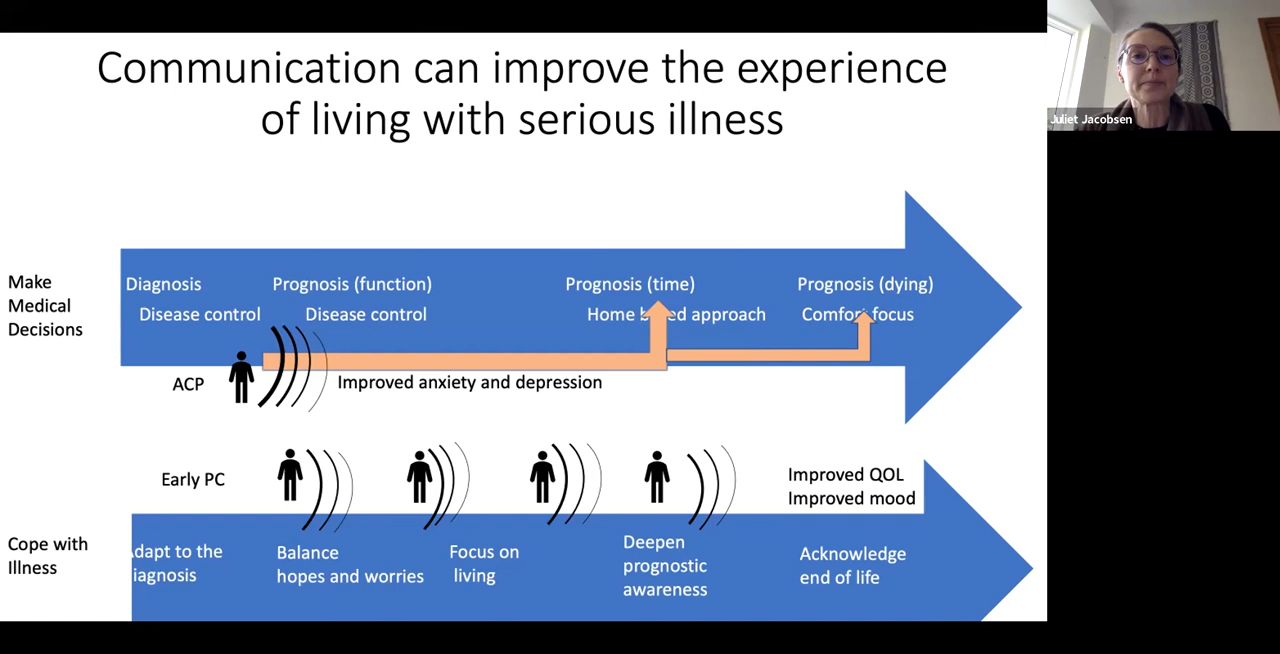 Communication can improve the experience
of living with serious illness
Juliet Jacobsen
Make
Medical
Decisions
Diagnosis
Disease control
Prognosis (function)
Disease control
Prognosis (time)
Home approach
Prognosis (dying)
Comfort focus
ACP
Improved anxiety and depression
Early PC
Improved QOL
Improved mood
Cope with
Illness
dapt to the
iagnosis
Balance
hopes and worries
Focus on
living
Deepen
prognostic
awareness
Acknowledge
end of life